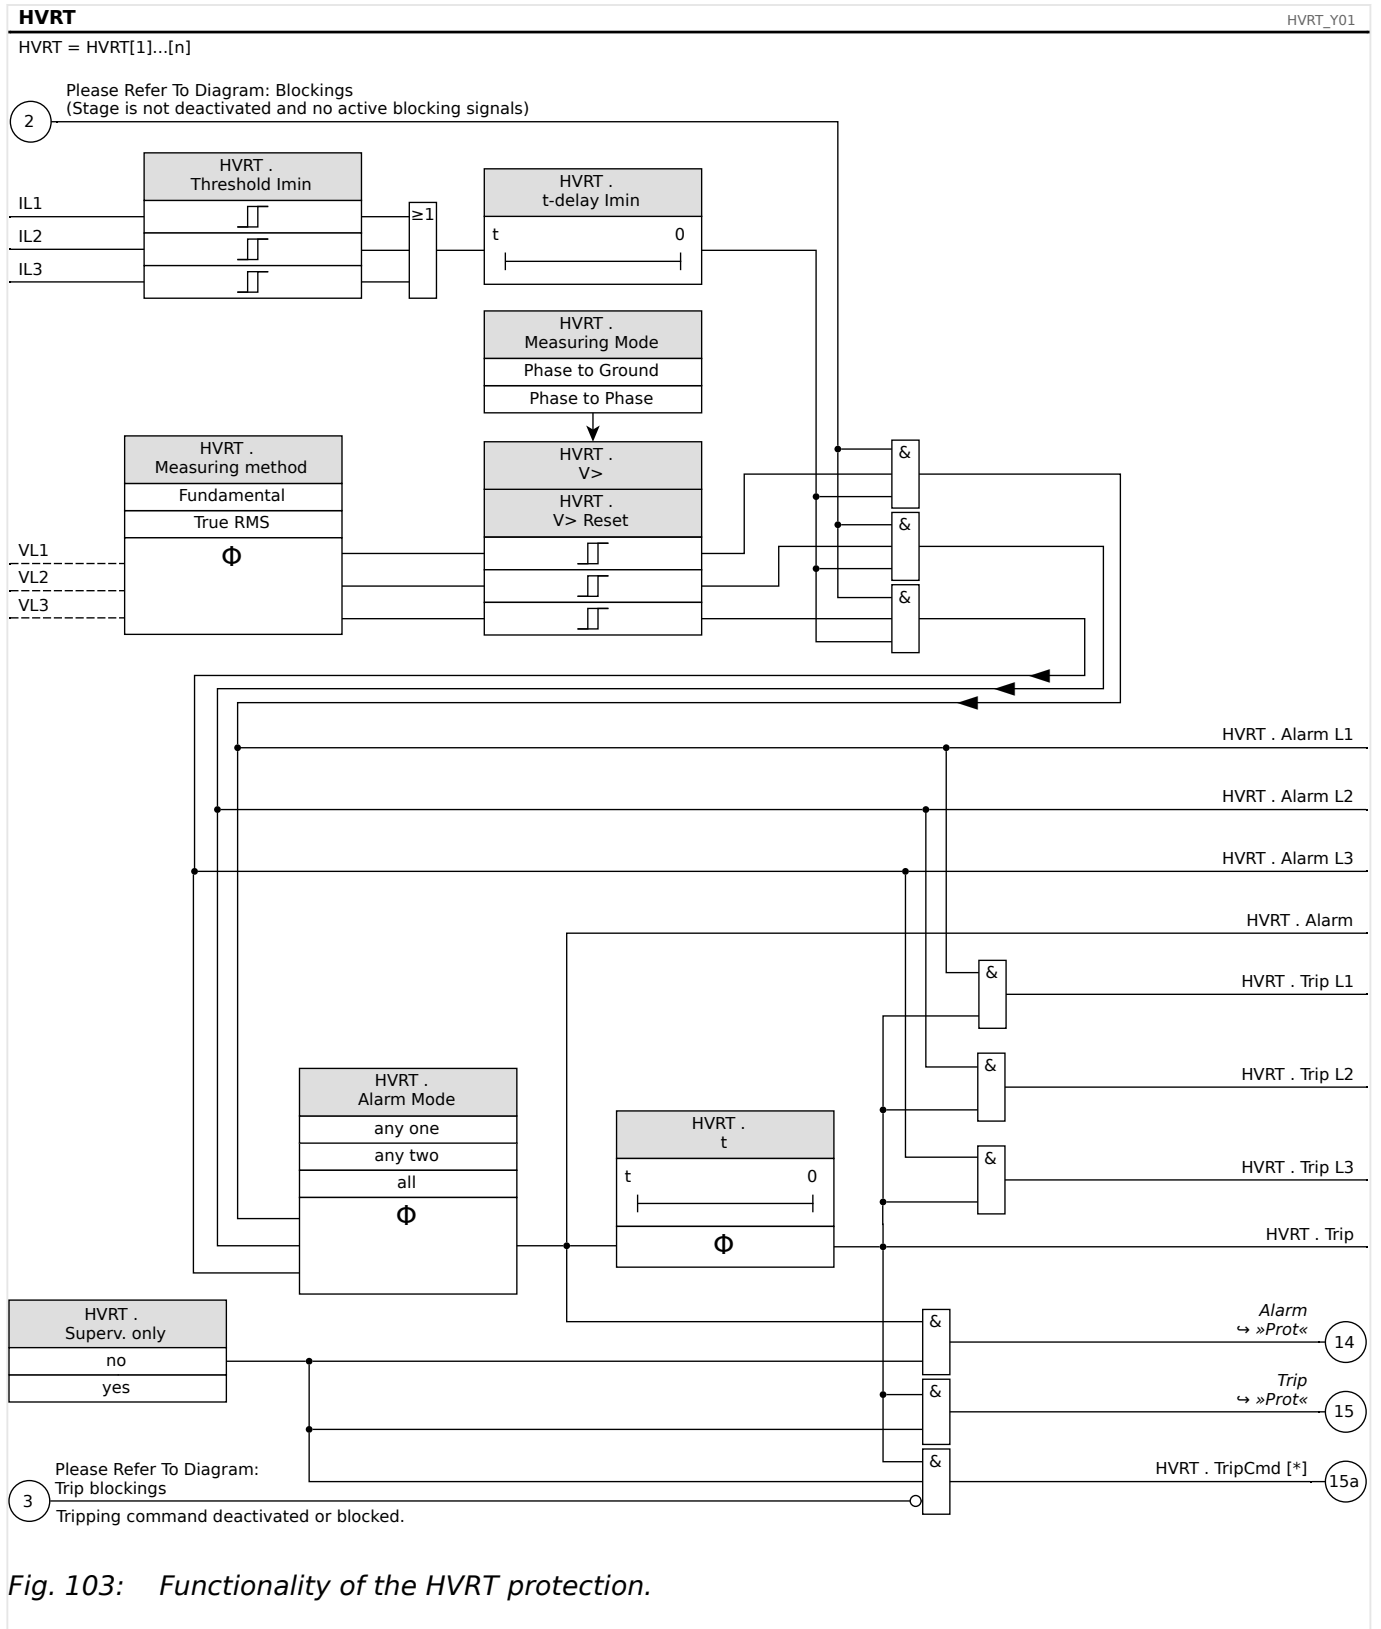 HVRT
HVRT_Y01
HVRT = HVRT[1]...[n]
Please Refer To Diagram: Blockings
(Stage is not deactivated and no active blocking signals)
2
HVRT .
Threshold Imin
IL1
IL2
IL3
≥1
HVRT .
t-delay Imin
t 0
HVRT .
Measuring Mode
Phase to Ground
Phase to Phase
HVRT .
Measuring method
Fundamental
True RMS
Φ
VL1
VL2
VL3
HVRT .
V>
HVRT .
V> Reset
&
&
&
HVRT . Alarm L1
HVRT . Alarm L2
HVRT . Alarm L3
HVRT . Alarm
&
HVRT . Trip L1
&
HVRT . Trip L2
&
HVRT . Trip L3
HVRT .
Alarm Mode
any one
any two
all
Φ
HVRT .
t
t 0
Φ
HVRT . Trip
HVRT .
Superv. only
no
yes
&
Alarm
↪ »Prot«
14
&
Trip
↪ »Prot«
15
&
HVRT . TripCmd [*]
15a
Please Refer To Diagram:
Trip blockings
3
Tripping command deactivated or blocked.
Fig. 103: Functionality of the HVRT protection.